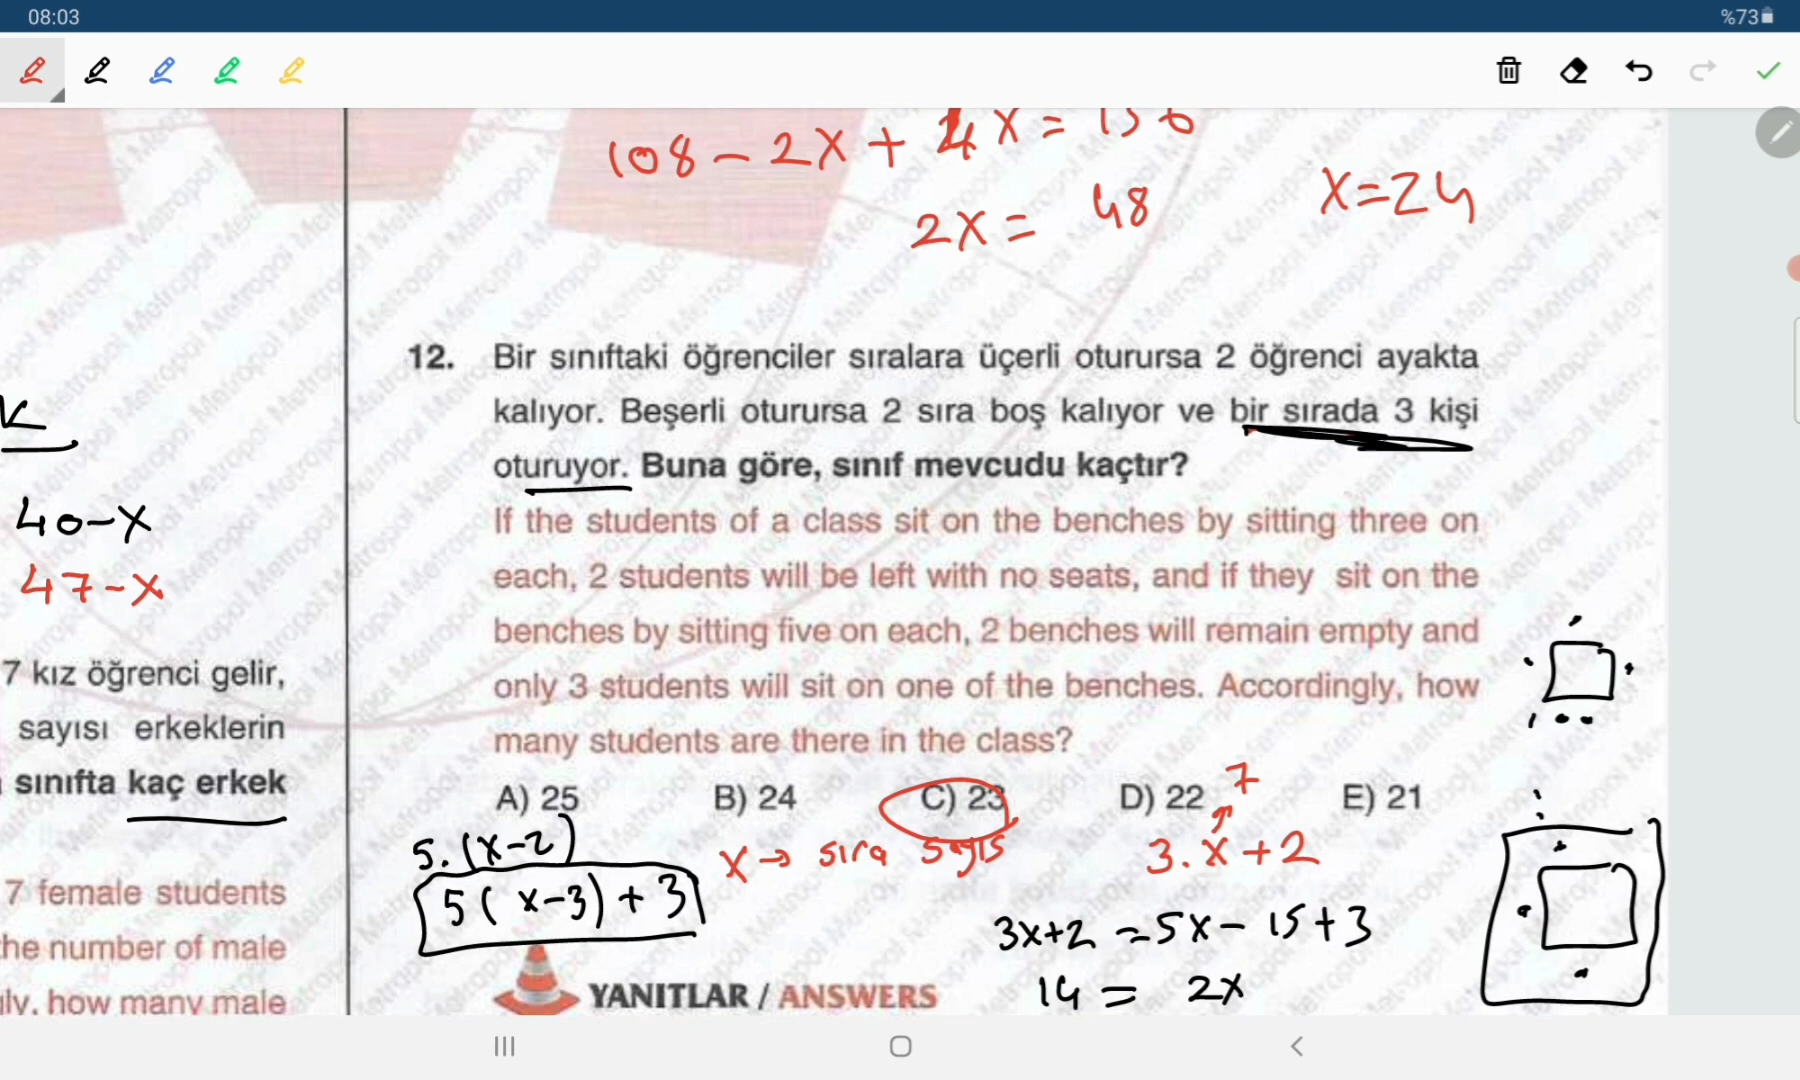 08:03
%73
108 - 2x + 4x = 156
2x = 48
x=24
K
40-x
47-x
7 kız öğrenci gelir,
sayısı erkeklerin
sınıfta kaç erkek
7 female students
he number of male
ly, how many male
12. Bir sınıftaki öğrenciler sıralara üçerli oturursa 2 öğrenci ayakta
kalıyor. Beşerli oturursa 2 sıra boş kalıyor ve bir sırada 3 kişi
oturuyor. Buna göre, sınıf mevcudu kaçtır?
If the students of a class sit on the benches by sitting three on
each, 2 students will be left with no seats, and if they sit on the
benches by sitting five on each, 2 benches will remain empty and
only 3 students will sit on one of the benches. Accordingly, how
many students are there in the class?
A) 25 B) 24 C) 23 D) 22 E) 21
7
5.(x-2)
x → sıra sayıs
3.x+2
5(x-3)+3
3x+2 = 5x - 15+3
14 = 2x
YANITLAR / ANSWERS
Metropol Metropol Metropol Metropol